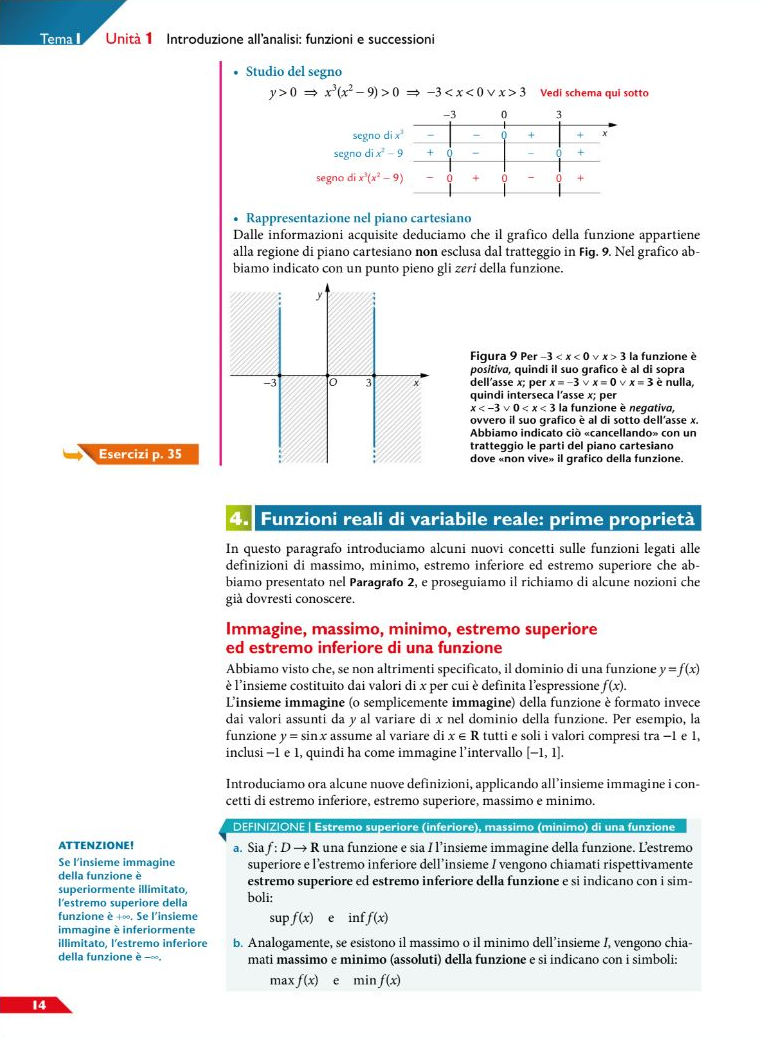 Tema 1 Unità 1 Introduzione all'analisi: funzioni e successioni
• Studio del segno
y > 0 ⇒ x³(x² − 9) > 0 ⇒ −3 < x < 0 ∨ x > 3 Vedi schema qui sotto
−3 0 3
segno di x³ − − 0 + + x
segno di x² − 9 + 0 − − 0 +
segno di x³(x² − 9) − 0 + 0 − 0 +
• Rappresentazione nel piano cartesiano
Dalle informazioni acquisite deduciamo che il grafico della funzione appartiene
alla regione di piano cartesiano non esclusa dal tratteggio in Fig. 9. Nel grafico ab-
biamo indicato con un punto pieno gli zeri della funzione.
y
−3 O 3 x
Figura 9 Per −3 < x < 0 ∨ x > 3 la funzione è
positiva, quindi il suo grafico è al di sopra
dell'asse x; per x = −3 ∨ x = 0 ∨ x = 3 è nulla,
quindi interseca l'asse x; per
x < −3 ∨ 0 < x < 3 la funzione è negativa,
ovvero il suo grafico è al di sotto dell'asse x.
Abbiamo indicato ciò «cancellando» con un
tratteggio le parti del piano cartesiano
dove «non vive» il grafico della funzione.
Esercizi p. 35
4. Funzioni reali di variabile reale: prime proprietà
In questo paragrafo introduciamo alcuni nuovi concetti sulle funzioni legati alle
definizioni di massimo, minimo, estremo inferiore ed estremo superiore che ab-
biamo presentato nel Paragrafo 2, e proseguiamo il richiamo di alcune nozioni che
già dovresti conoscere.
Immagine, massimo, minimo, estremo superiore
ed estremo inferiore di una funzione
Abbiamo visto che, se non altrimenti specificato, il dominio di una funzione y = f(x)
è l'insieme costituito dai valori di x per cui è definita l'espressione f(x).
L'insieme immagine (o semplicemente immagine) della funzione è formato invece
dai valori assunti da y al variare di x nel dominio della funzione. Per esempio, la
funzione y = sin x assume al variare di x ∈ R tutti e soli i valori compresi tra −1 e 1,
inclusi −1 e 1, quindi ha come immagine l'intervallo [−1, 1].
Introduciamo ora alcune nuove definizioni, applicando all'insieme immagine i con-
cetti di estremo inferiore, estremo superiore, massimo e minimo.
DEFINIZIONE | Estremo superiore (inferiore), massimo (minimo) di una funzione
a. Sia f : D → R una funzione e sia I l'insieme immagine della funzione. L'estremo
superiore e l'estremo inferiore dell'insieme I vengono chiamati rispettivamente
estremo superiore ed estremo inferiore della funzione e si indicano con i sim-
boli:
sup f(x) e inf f(x)
b. Analogamente, se esistono il massimo o il minimo dell'insieme I, vengono chia-
mati massimo e minimo (assoluti) della funzione e si indicano con i simboli:
max f(x) e min f(x)
ATTENZIONE!
Se l'insieme immagine
della funzione è
superiormente illimitato,
l'estremo superiore della
funzione è +∞. Se l'insieme
immagine è inferiormente
illimitato, l'estremo inferiore
della funzione è −∞.
14